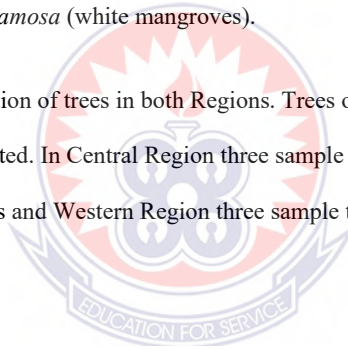 amosa (white mangroves).
ion of trees in both Regions. Trees o
ted. In Central Region three sample
s and Western Region three sample t
EDUCATION FOR SERVICE